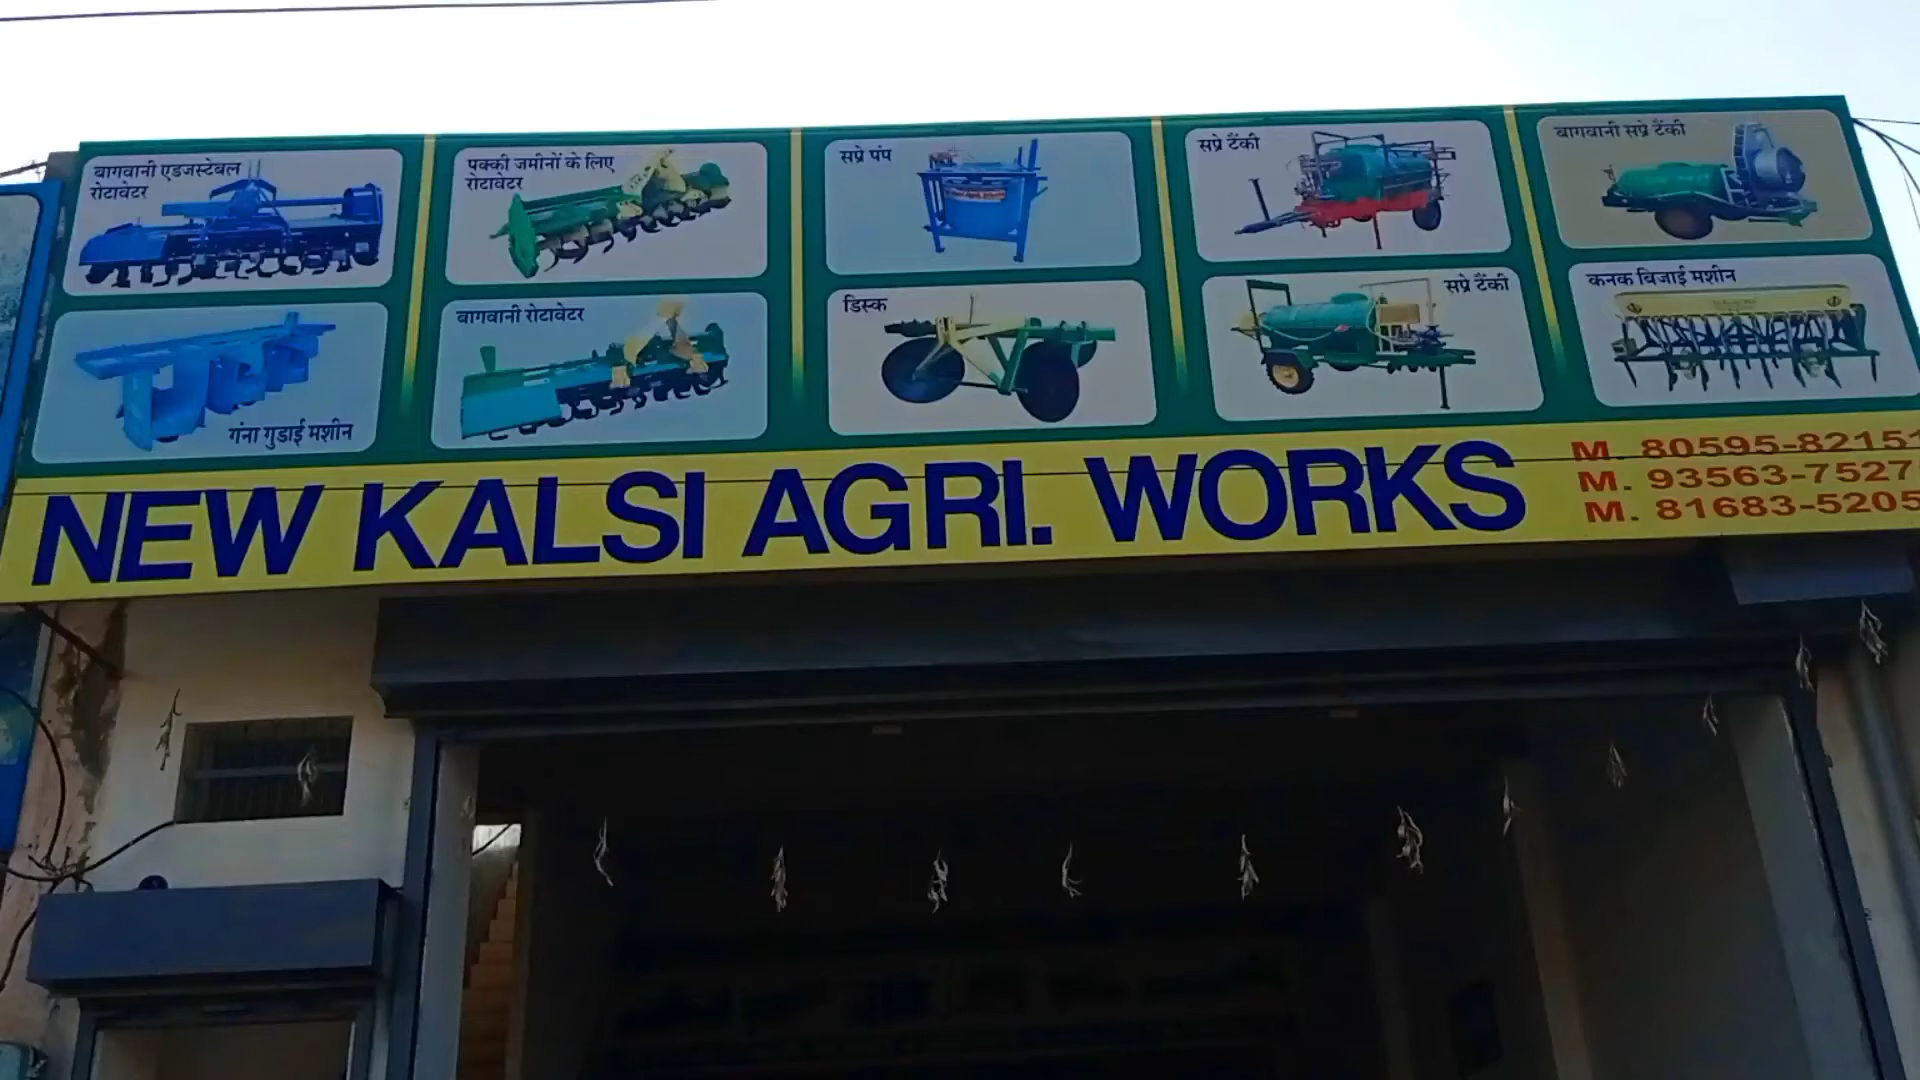 बागवानी एडजस्टेबल
रोटावेटर
पक्की जमीनों के लिए
रोटावेटर
सप्रे पंप
सप्रे टैंकी
बागवानी सप्रे टैंकी
गंना गुडाई मशीन
बागवानी रोटावेटर
डिस्क
सप्रे टैंकी
कनक बिजाई मशीन
NEW KALSI AGRI. WORKS
M. 80595-82151
M. 93563-7527
M. 81683-5205